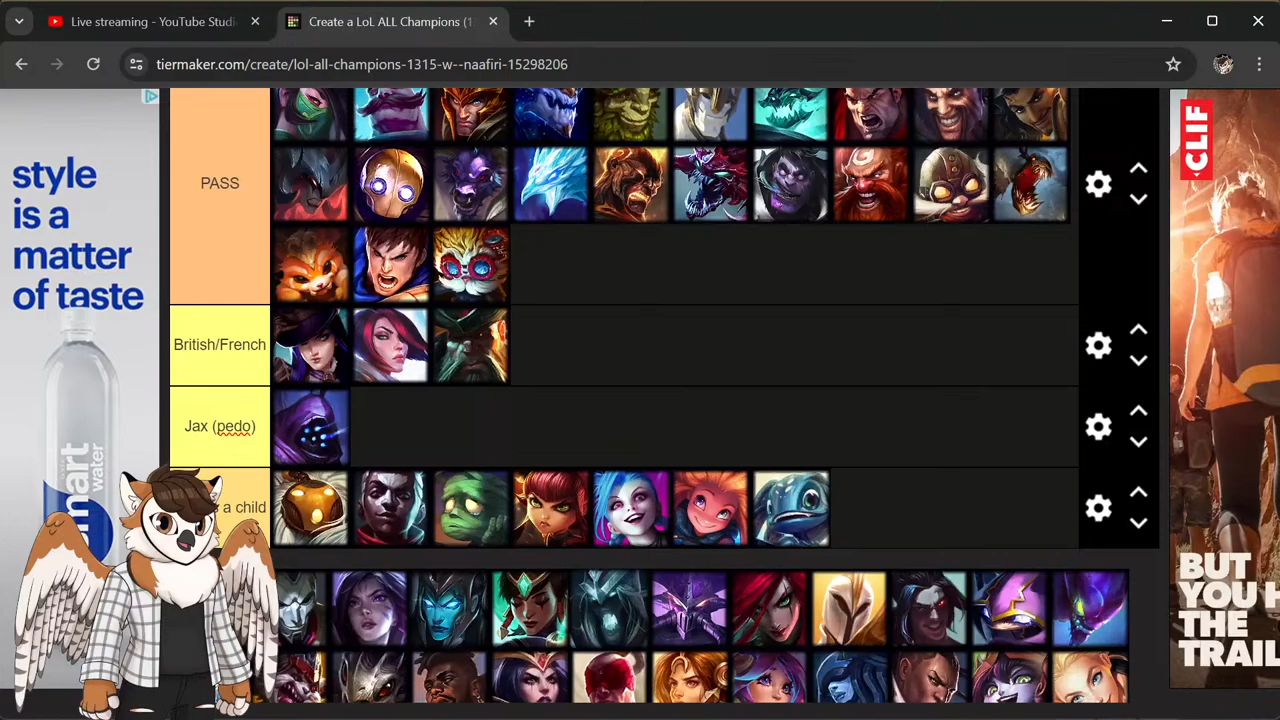 Live streaming - YouTube Studi
Create a LoL ALL Champions (1
tiermaker.com/create/lol-all-champions-1315-w--naafiri-15298206
style
is a
matter
of taste
smart
water
PASS
British/French
Jax (pedo)
a child
CLIF
BUT
YOU H
THE
TRAIL